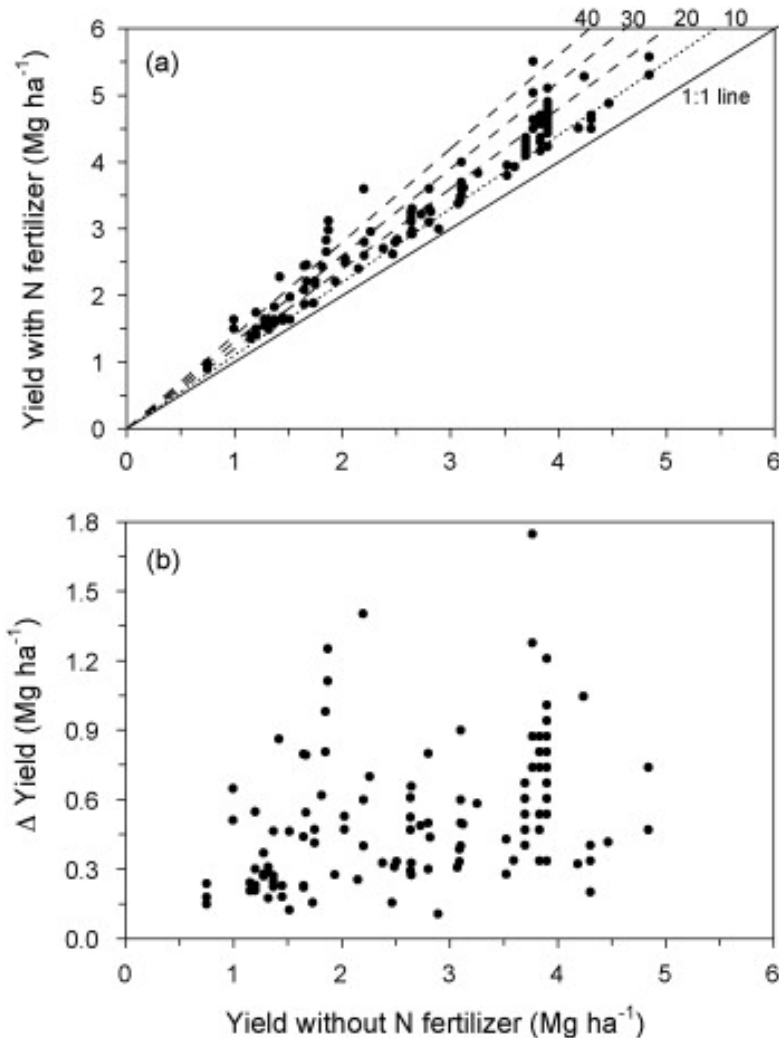 40 30 20 10
6
(a)
1:1 line
5
4
3
2
1
0
0 1 2 3 4 5 6
Yield with N fertilizer (Mg ha⁻¹)
1.8
(b)
1.5
1.2
0.9
0.6
0.3
0.0
0 1 2 3 4 5 6
Δ Yield (Mg ha⁻¹)
Yield without N fertilizer (Mg ha⁻¹)